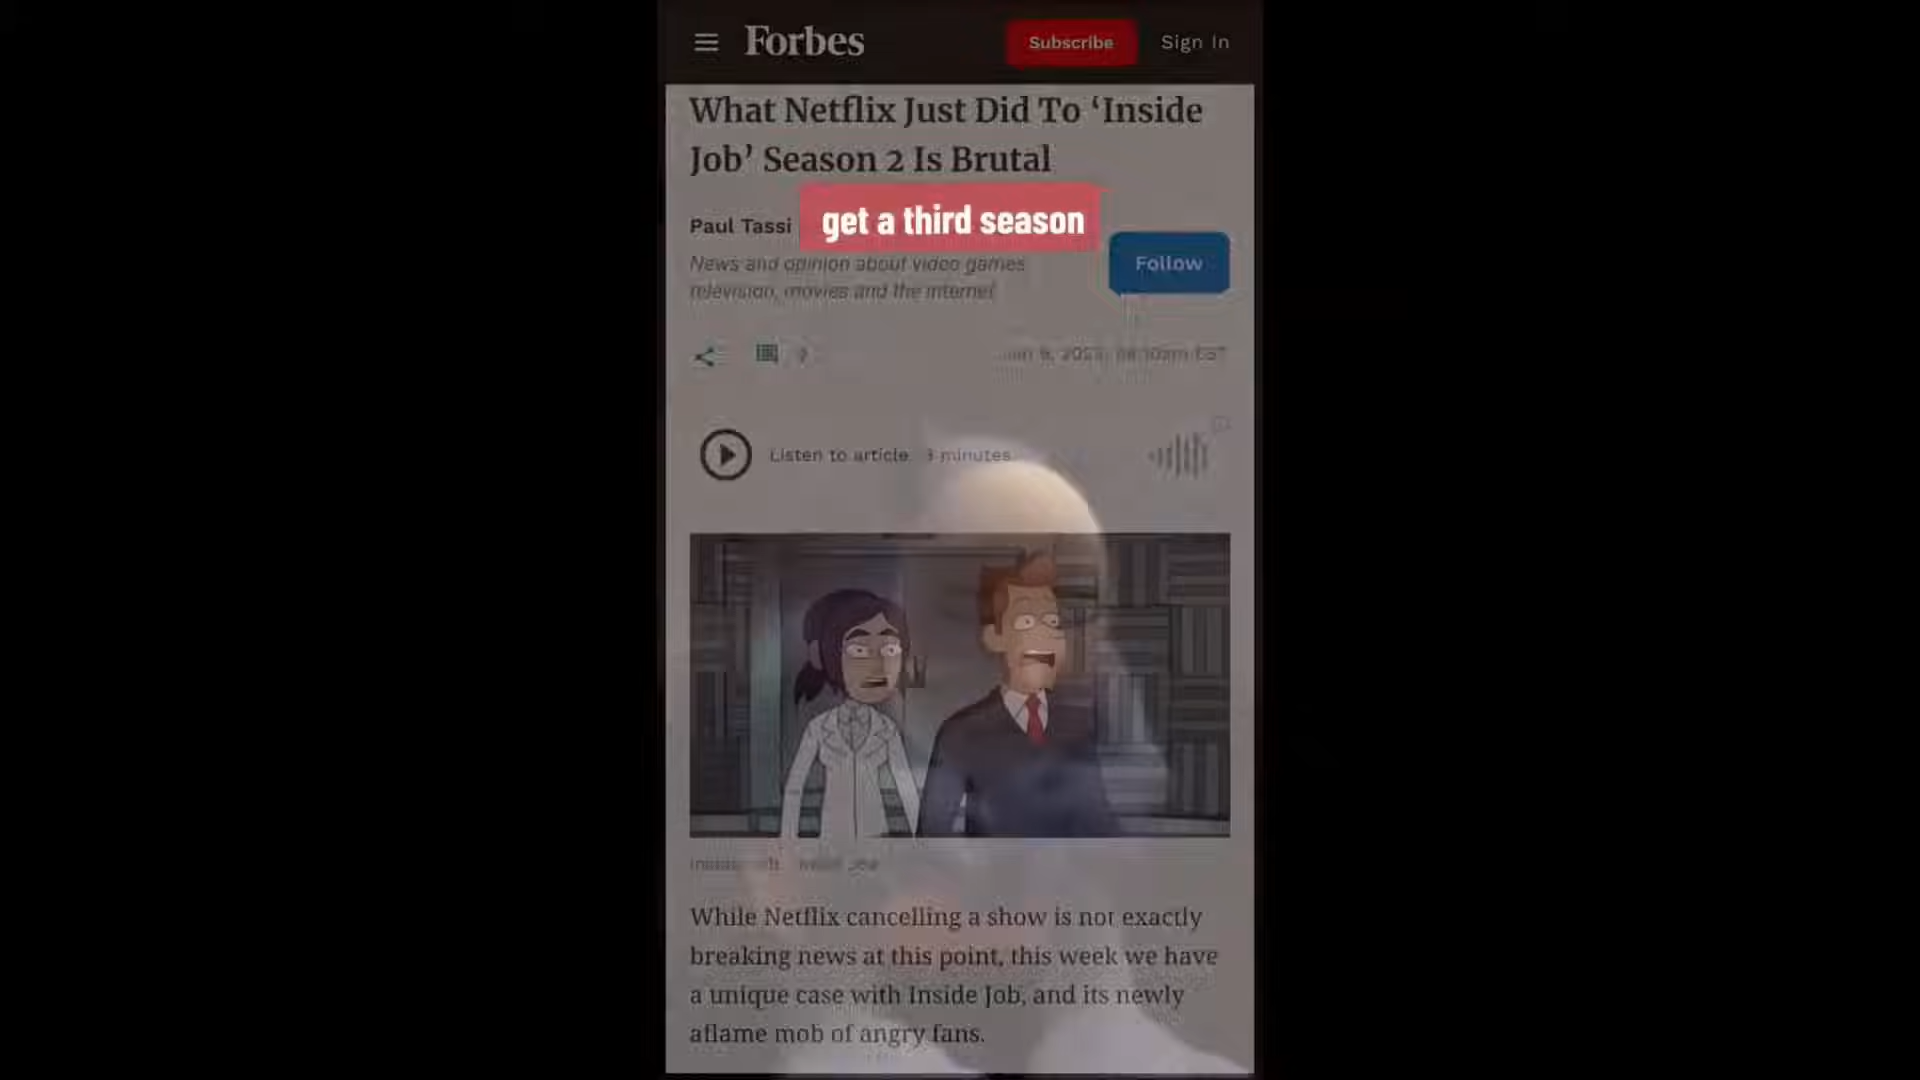 Forbes
Subscribe
Sign In
What Netflix Just Did To ‘Inside
Job’ Season 2 Is Brutal
get a third season
Paul Tassi
Follow
News and opinion about video games
television, movies and the internet
Listen to article 3 minutes
While Netflix cancelling a show is not exactly
breaking news at this point, this week we have
a unique case with Inside Job, and its newly
aflame mob of angry fans.